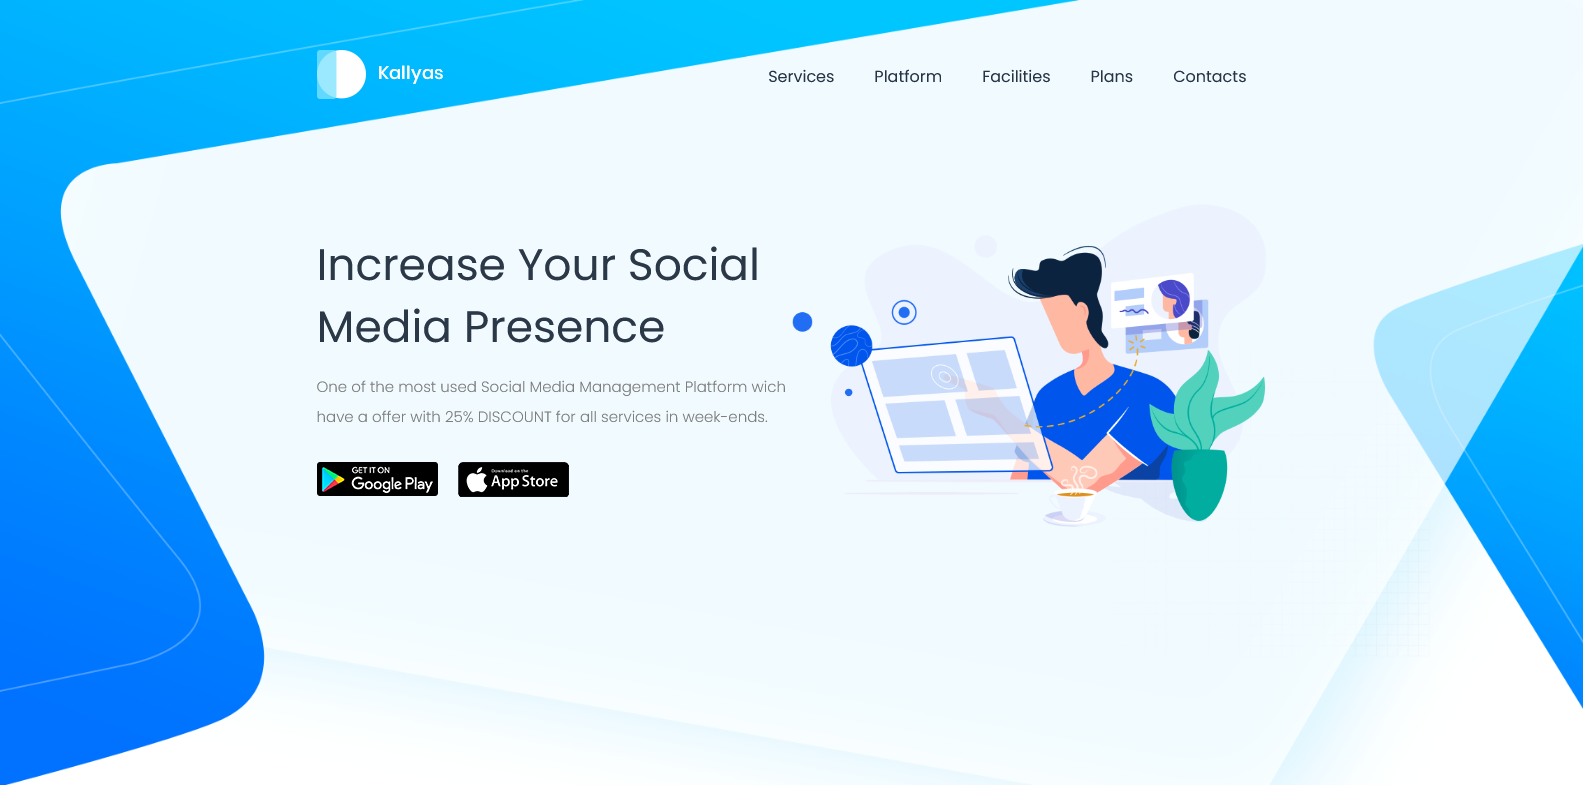 Kallyas
Services Platform Facilities Plans Contacts
Increase Your Social
Media Presence
One of the most used Social Media Management Platform wich
have a offer with 25% DISCOUNT for all services in week-ends.
GET IT ON
Google Play
Download on the
App Store